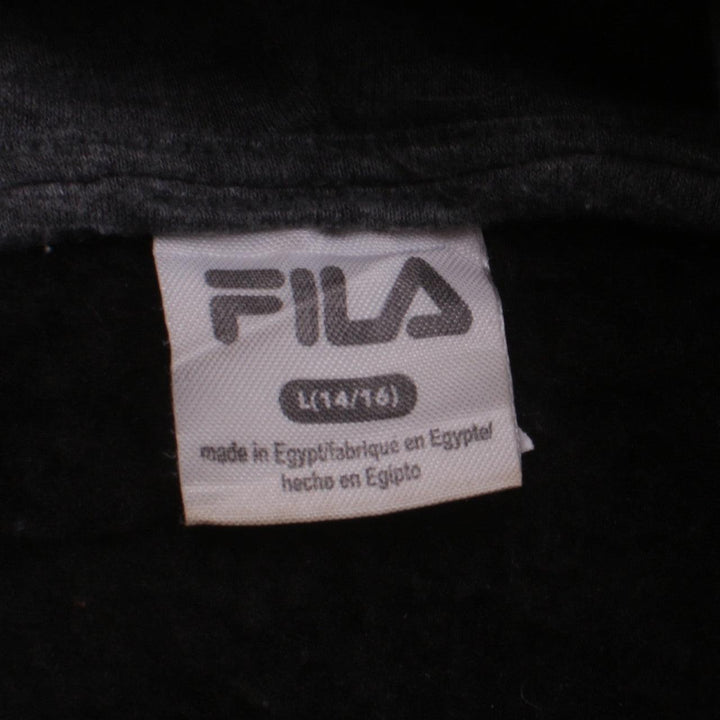 FILA
L(14/16)
made in Egypt/fabrique en Egypte/
hecho en Egipto